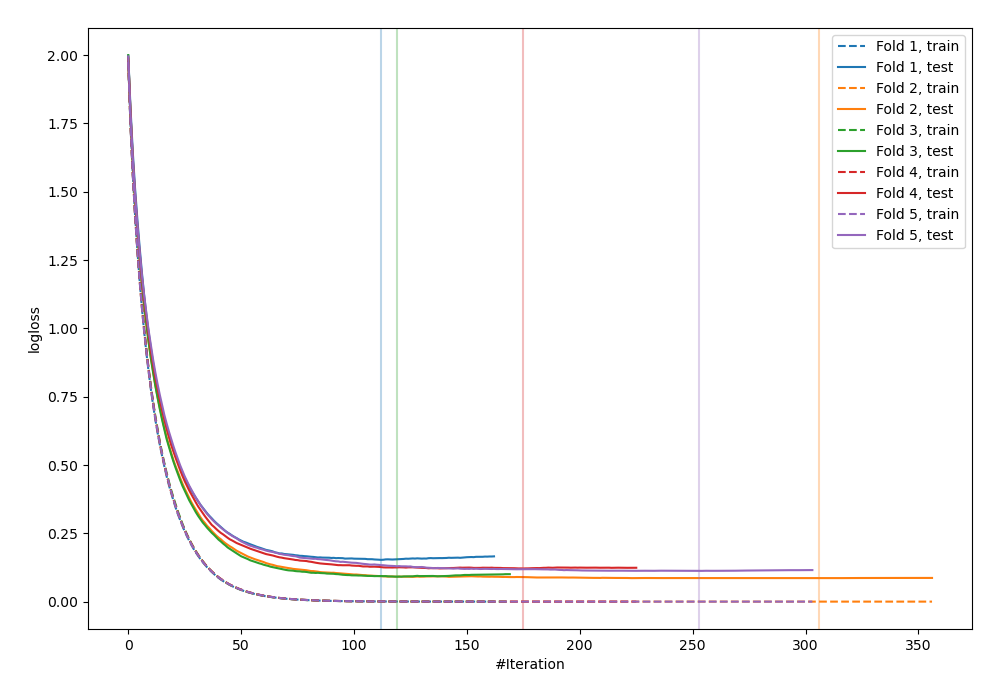 2.00
1.75
1.50
1.25
1.00
0.75
0.50
0.25
0.00
logloss
0
50
100
150
200
250
300
350
#Iteration
Fold 1, train
Fold 1, test
Fold 2, train
Fold 2, test
Fold 3, train
Fold 3, test
Fold 4, train
Fold 4, test
Fold 5, train
Fold 5, test